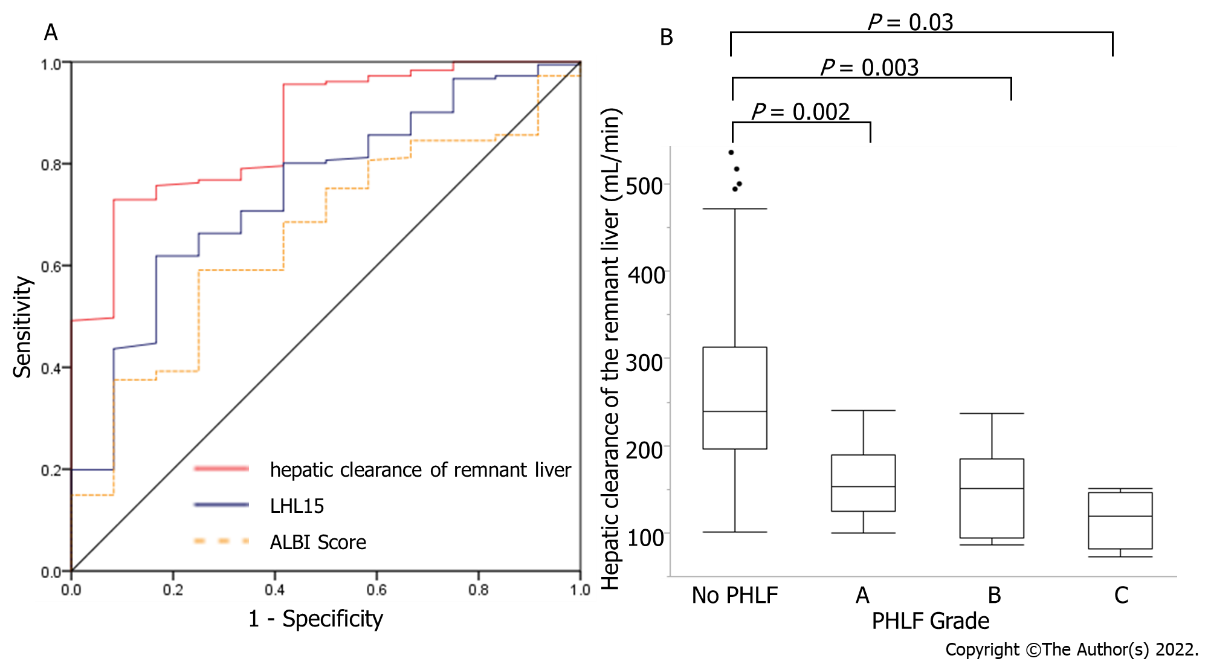 A
1.0
0.8
0.6
0.4
0.2
0.0
Sensitivity
hepatic clearance of remnant liver
LHL15
ALBI Score
0.0 0.2 0.4 0.6 0.8 1.0
1 - Specificity
B
P = 0.03
P = 0.003
P = 0.002
Hepatic clearance of the remnant liver (mL/min)
500
400
300
200
100
No PHLF A B C
PHLF Grade
Copyright ©The Author(s) 2022.